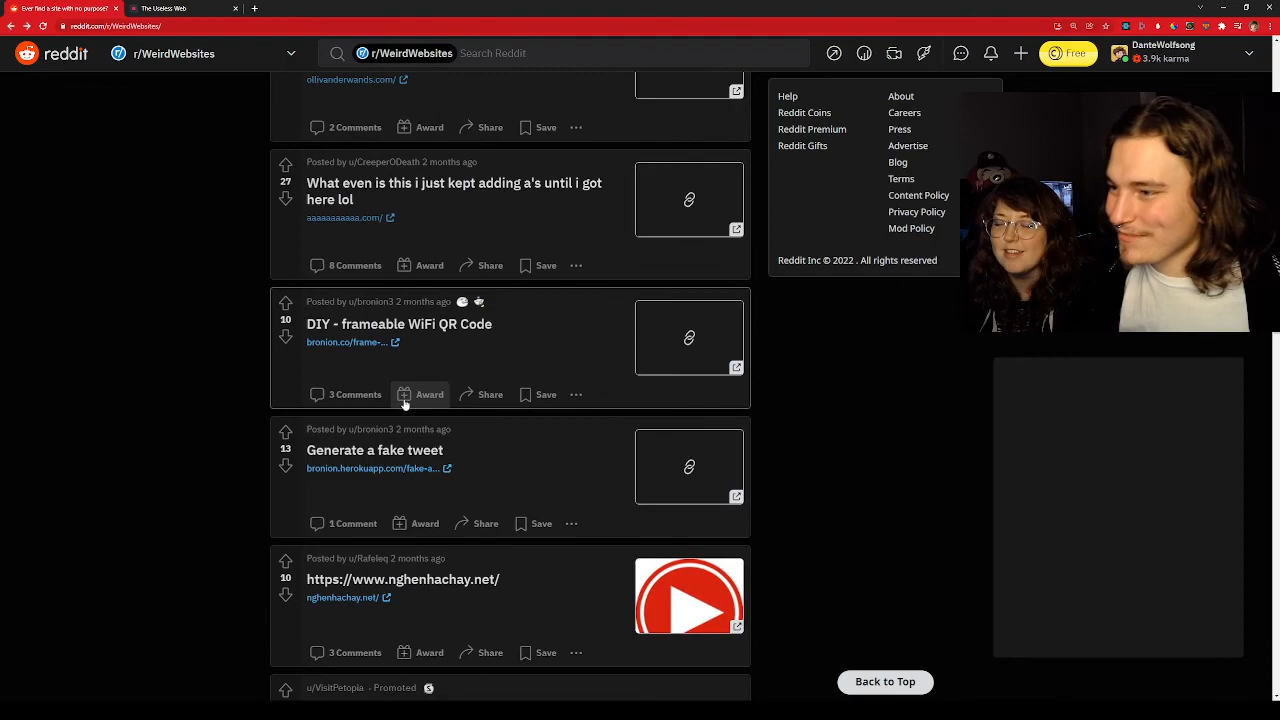 Ever find a site with no purpose?
The Useless Web
reddit.com/r/WeirdWebsites/
reddit
r/WeirdWebsites
r/WeirdWebsites Search Reddit
Free
DanteWolfsong
3.9k karma
ollivanderwands.com/
2 Comments Award Share Save
Posted by u/CreeperODeath 2 months ago
27
What even is this i just kept adding a's until i got
here lol
aaaaaaaaaaa.com/
8 Comments Award Share Save
Posted by u/bronion3 2 months ago
10
DIY - frameable WiFi QR Code
bronion.co/frame-...
3 Comments Award Share Save
Posted by u/bronion3 2 months ago
13
Generate a fake tweet
bronion.herokuapp.com/fake-a...
1 Comment Award Share Save
Posted by u/Rafeleq 2 months ago
10
https://www.nghenhachay.net/
nghenhachay.net/
3 Comments Award Share Save
u/VisitPetopia · Promoted
Help
Reddit Coins
Reddit Premium
Reddit Gifts
About
Careers
Press
Advertise
Blog
Terms
Content Policy
Privacy Policy
Mod Policy
Reddit Inc © 2022 . All rights reserved
Back to Top